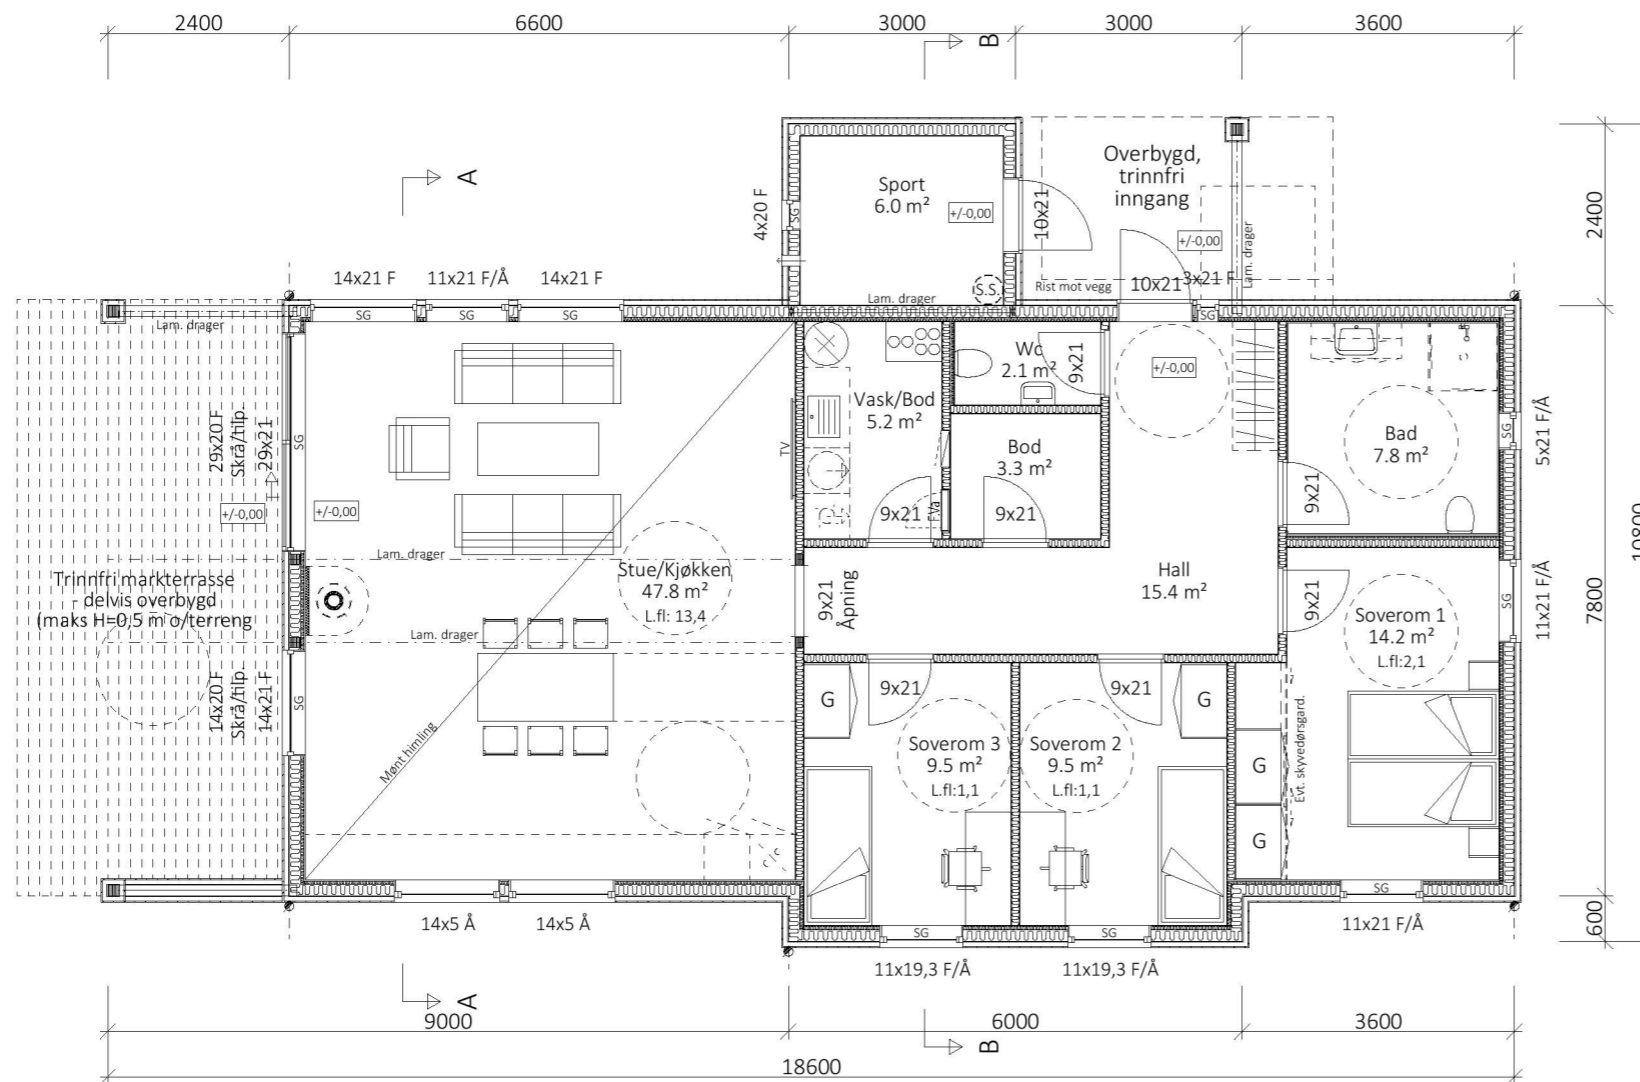 2400
6600
3000
3000
3600
B
A
Overbygd,
trinnfri
inngang
Sport
6.0 m²
+/-0,00
10x21
4x20 F
+/-0,00
Lam. drager
2400
SG
14x21 F
11x21 F/Å
14x21 F
S.S.
Lam. drager
Rist mot vegg
10x21
3x21 F
SG
SG
SG
SG
Lam. drager
Wc
2.1 m²
9x21
+/-0,00
Vask/Bod
5.2 m²
29x20 F
Skrå/tilp.
29x21
SG
TV
Bod
3.3 m²
Bad
7.8 m²
SG
5x21 F/Å
+/-0,00
+/-0,00
9x21
F.Va
9x21
9x21
10800
Lam. drager
Trinnfri markterrasse
- delvis overbygd
(maks H=0,5 m o/terreng
Stue/Kjøkken
47.8 m²
L.fl: 13,4
9x21
Åpning
Hall
15.4 m²
9x21
Soverom 1
14.2 m²
L.fl:2,1
SG
11x21 F/Å
7800
Lam. drager
14x20 F
Skrå/tilp.
14x21 F
SG
G
9x21
9x21
G
Mønt himling
Soverom 3
9.5 m²
L.fl:1,1
Soverom 2
9.5 m²
L.fl:1,1
G
Evt. skyvedørsgard.
G
SG
14x5 Å
14x5 Å
SG
SG
11x21 F/Å
600
11x19,3 F/Å
11x19,3 F/Å
A
9000
6000
3600
B
18600